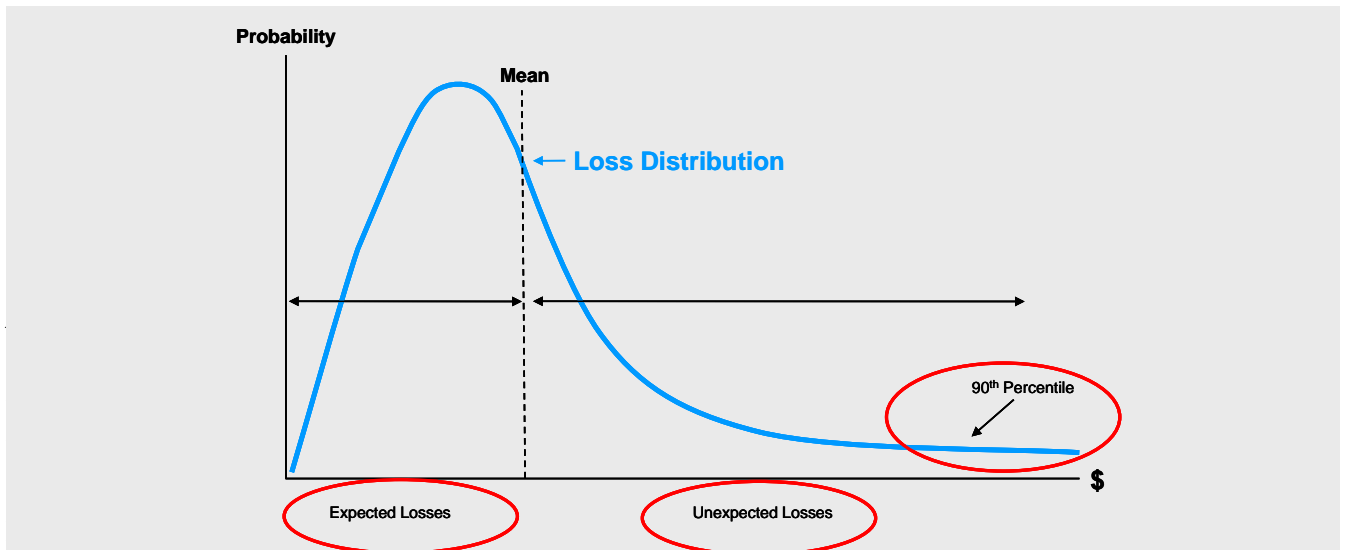 Probability
Mean
Loss Distribution
90th Percentile
$
Expected Losses
Unexpected Losses